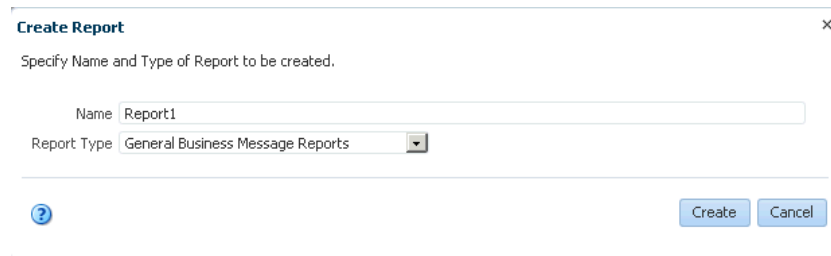 Create Report
Specify Name and Type of Report to be created.
Name Report1
Report Type General Business Message Reports
? Create Cancel